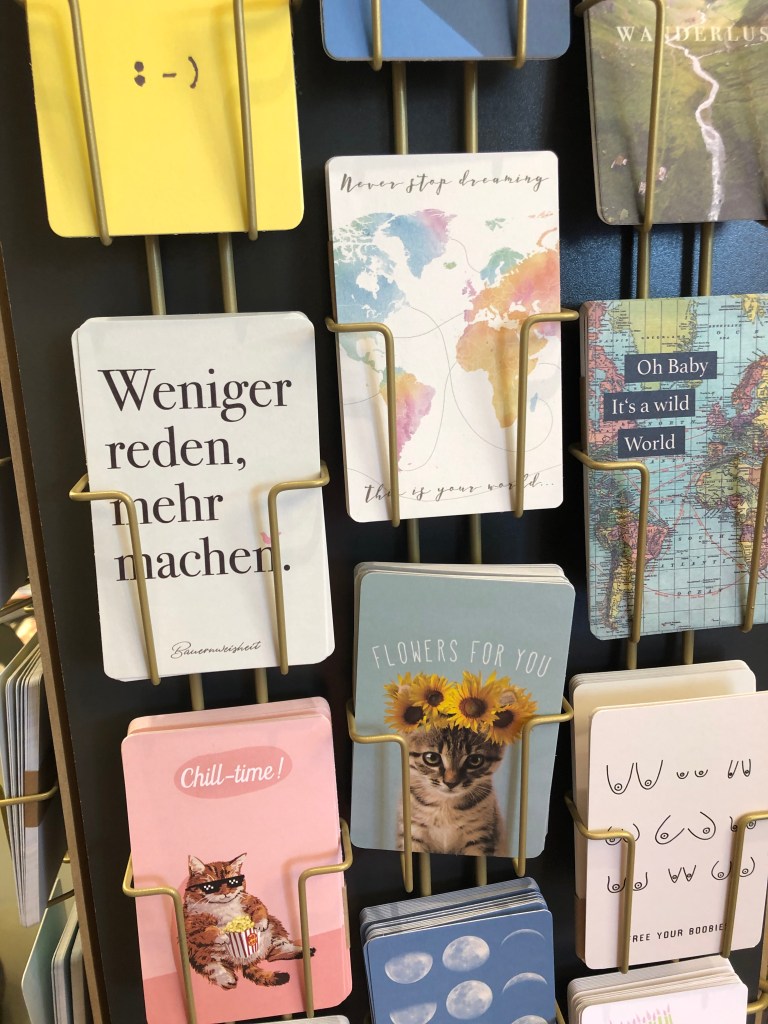 :-)
WANDERLUS
Never stop dreaming
this is your world...
Oh Baby
It's a wild
World
Weniger
reden,
mehr
machen.
Bauernweisheit
FLOWERS FOR YOU
Chill-time!
FREE YOUR BOOBIE